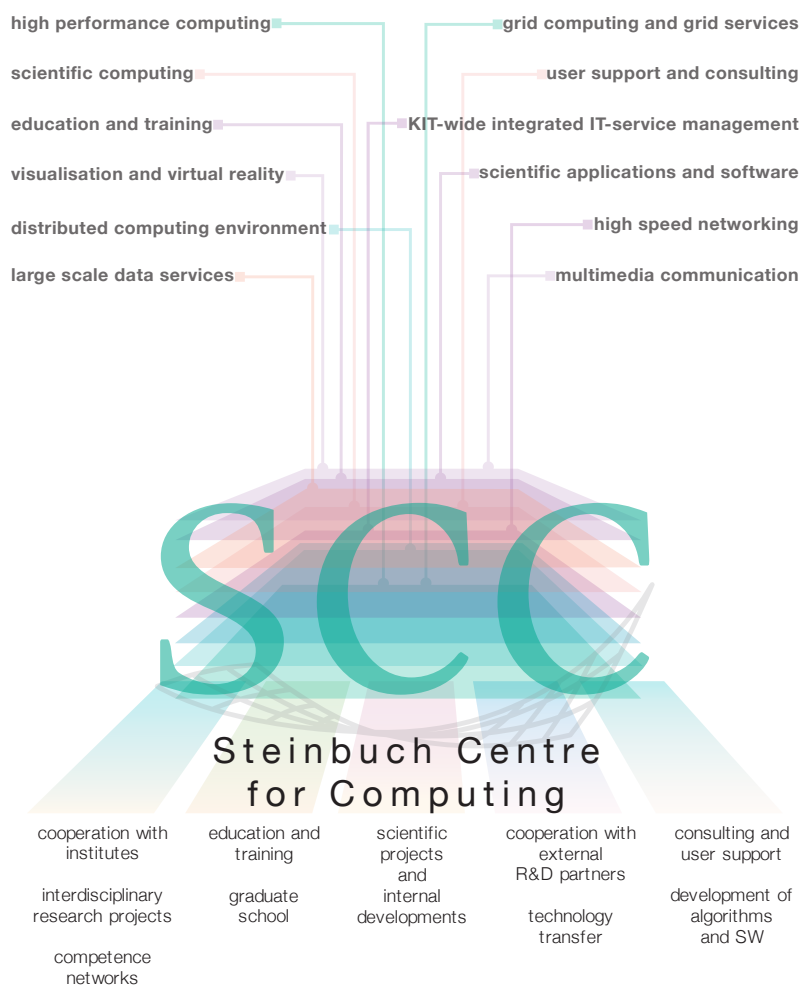 high performance computing
scientific computing
education and training
visualisation and virtual reality
distributed computing environment
large scale data services
grid computing and grid services
user support and consulting
KIT-wide integrated IT-service management
scientific applications and software
high speed networking
multimedia communication
SCC
Steinbuch Centre
for Computing
cooperation with
institutes
interdisciplinary
research projects
competence
networks
education and
training
graduate
school
scientific
projects
and
internal
developments
cooperation with
external
R&D partners
technology
transfer
consulting and
user support
development of
algorithms
and SW